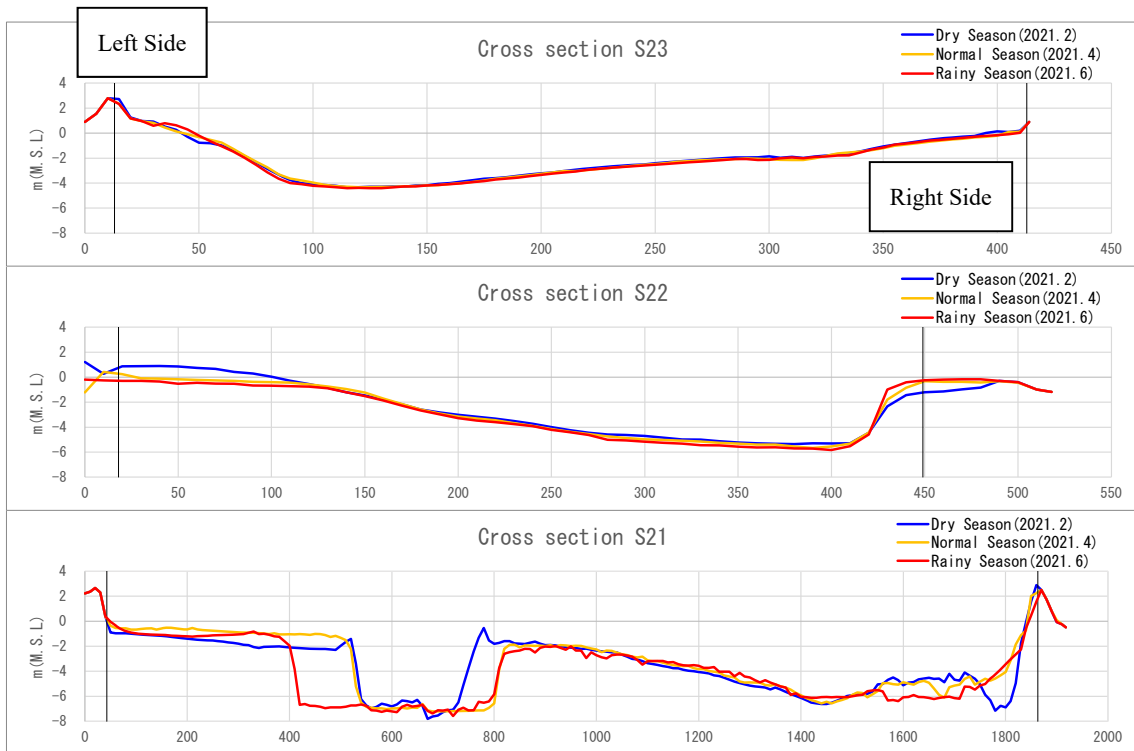 Left Side
Cross section S23
Dry Season(2021.2)
Normal Season(2021.4)
Rainy Season(2021.6)
m(M.S.L)
4
2
0
-2
-4
-6
-8
Right Side
0 50 100 150 200 250 300 350 400 450
Cross section S22
Dry Season(2021.2)
Normal Season(2021.4)
Rainy Season(2021.6)
m(M.S.L)
4
2
0
-2
-4
-6
-8
0 50 100 150 200 250 300 350 400 450 500 550
Cross section S21
Dry Season(2021.2)
Normal Season(2021.4)
Rainy Season(2021.6)
m(M.S.L)
4
2
0
-2
-4
-6
-8
0 200 400 600 800 1000 1200 1400 1600 1800 2000